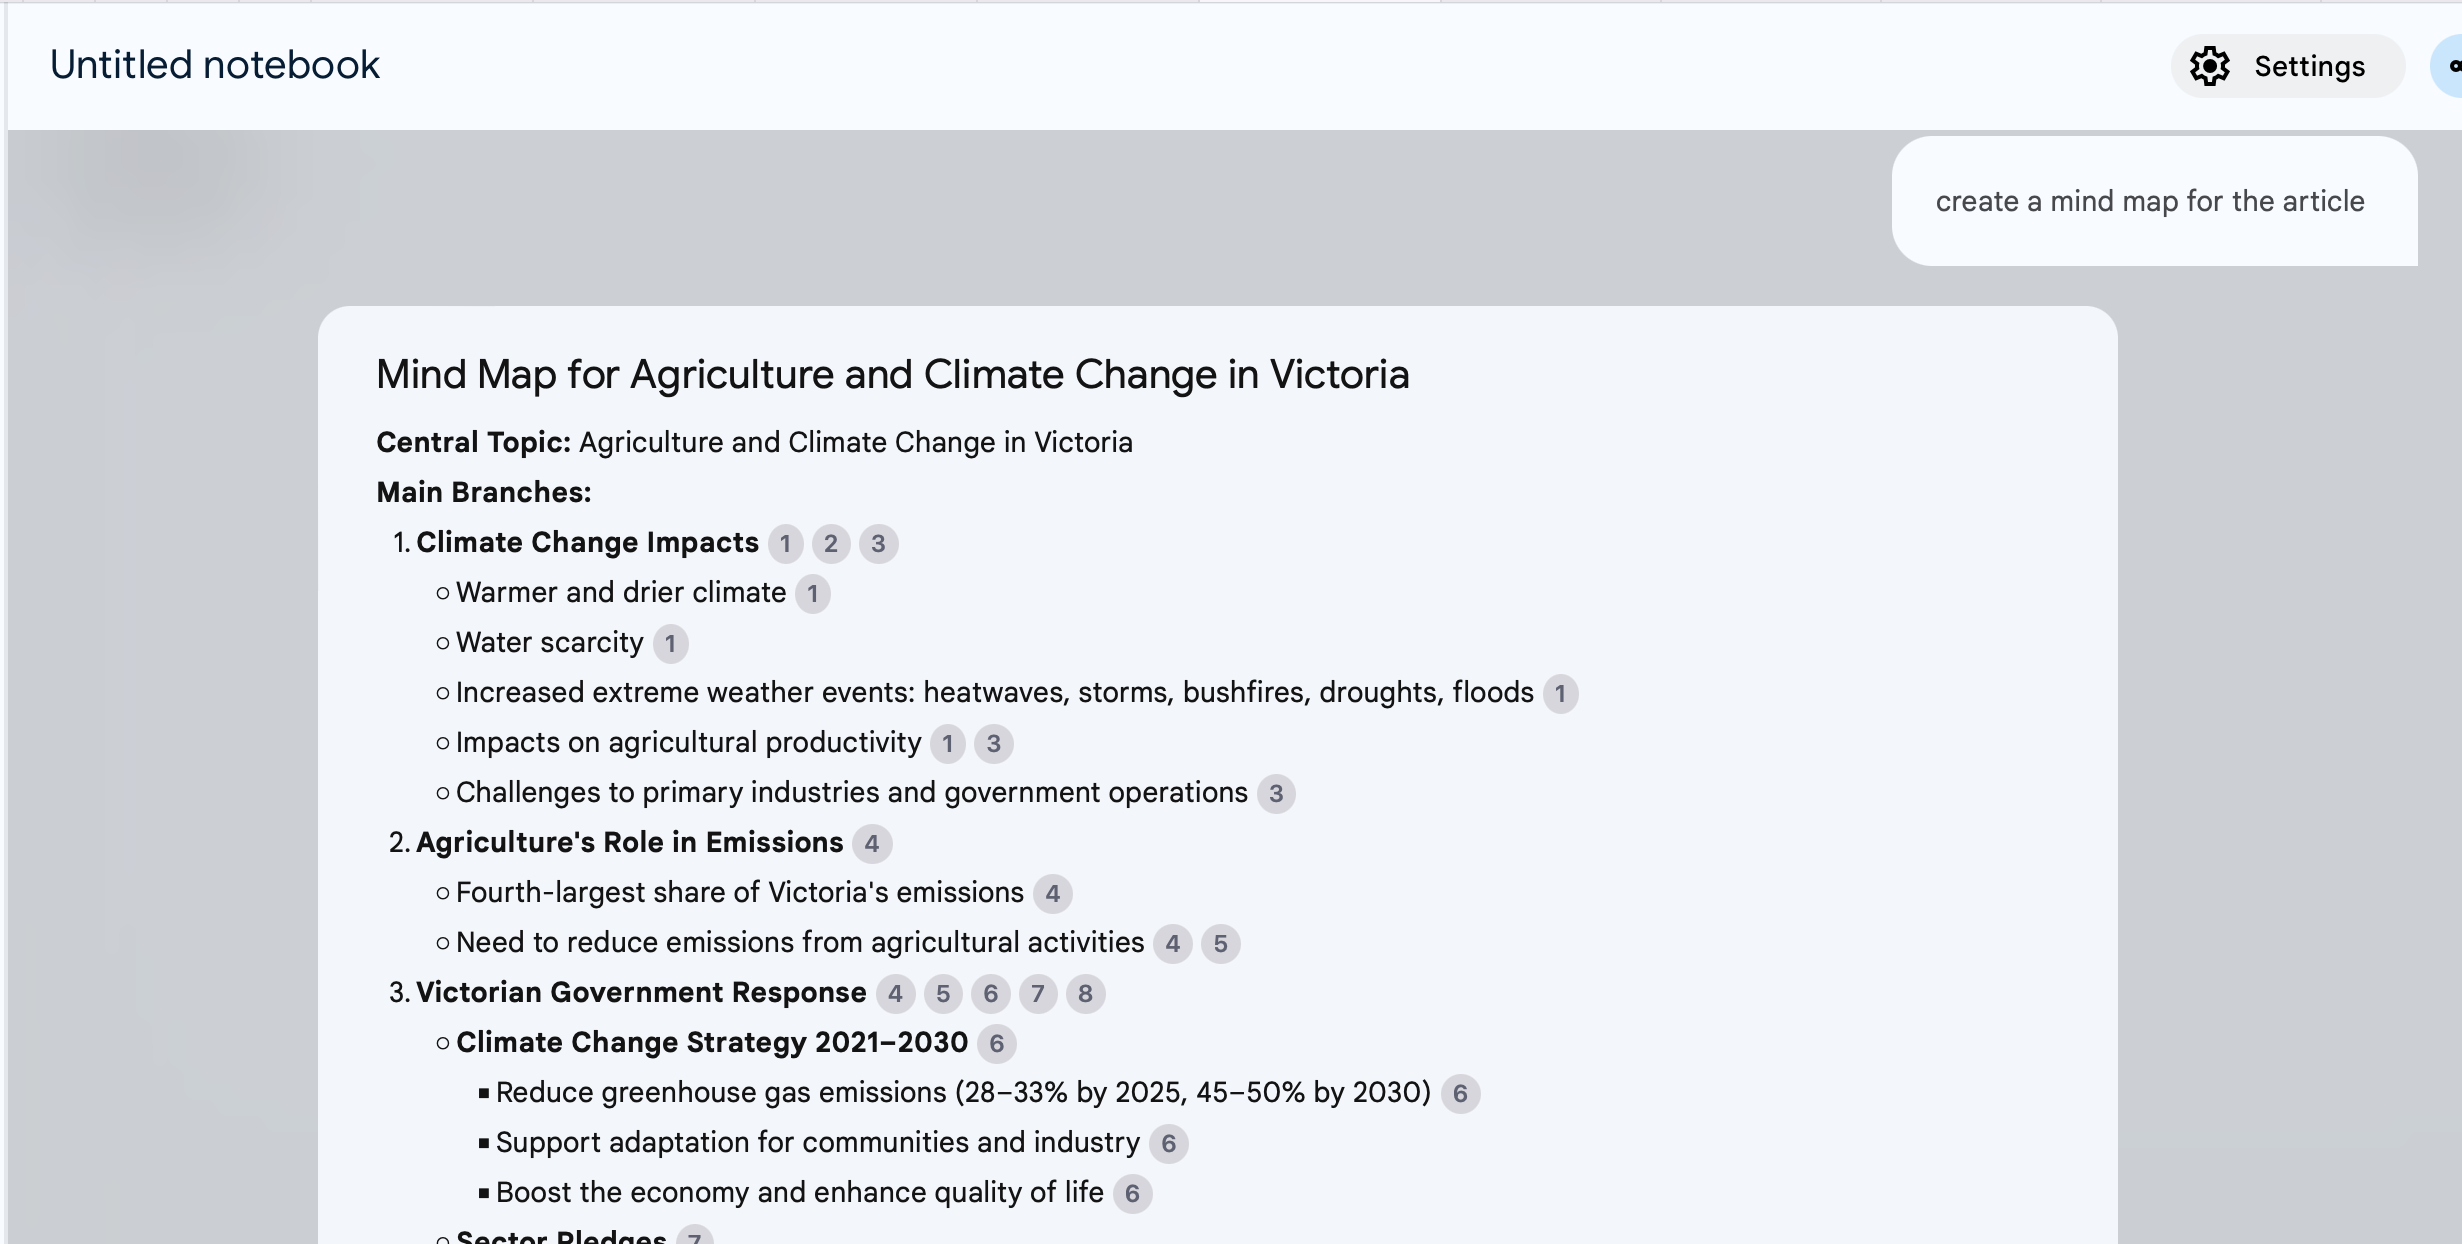 Untitled notebook
Settings
create a mind map for the article
Mind Map for Agriculture and Climate Change in Victoria
Central Topic: Agriculture and Climate Change in Victoria
Main Branches:
1. Climate Change Impacts 1 2 3
○ Warmer and drier climate 1
○ Water scarcity 1
○ Increased extreme weather events: heatwaves, storms, bushfires, droughts, floods 1
○ Impacts on agricultural productivity 1 3
○ Challenges to primary industries and government operations 3
2. Agriculture's Role in Emissions 4
○ Fourth-largest share of Victoria's emissions 4
○ Need to reduce emissions from agricultural activities 4 5
3. Victorian Government Response 4 5 6 7 8
○ Climate Change Strategy 2021–2030 6
▪ Reduce greenhouse gas emissions (28–33% by 2025, 45–50% by 2030) 6
▪ Support adaptation for communities and industry 6
▪ Boost the economy and enhance quality of life 6
○ Sector Pledges 7